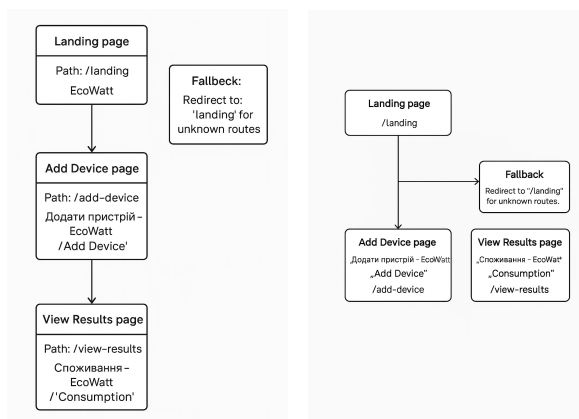 Landing page
Path: /landing
EcoWatt
Fallbeck:
Redirect to:
'landing' for
unknown routes
Add Device page
Path: /add-device
Додати пристрій –
EcoWatt
/Add Device'
View Results page
Path: /view-results
Споживання –
EcoWatt
/'Consumption'
Landing page
/landing
Fallback
Redirect to "/landing"
for unknown routes.
Add Device page
„Додати пристрій – EcoWatt
„Add Device"
/add-device
View Results page
„Споживання – EcoWat"
„Consumption"
/view-results